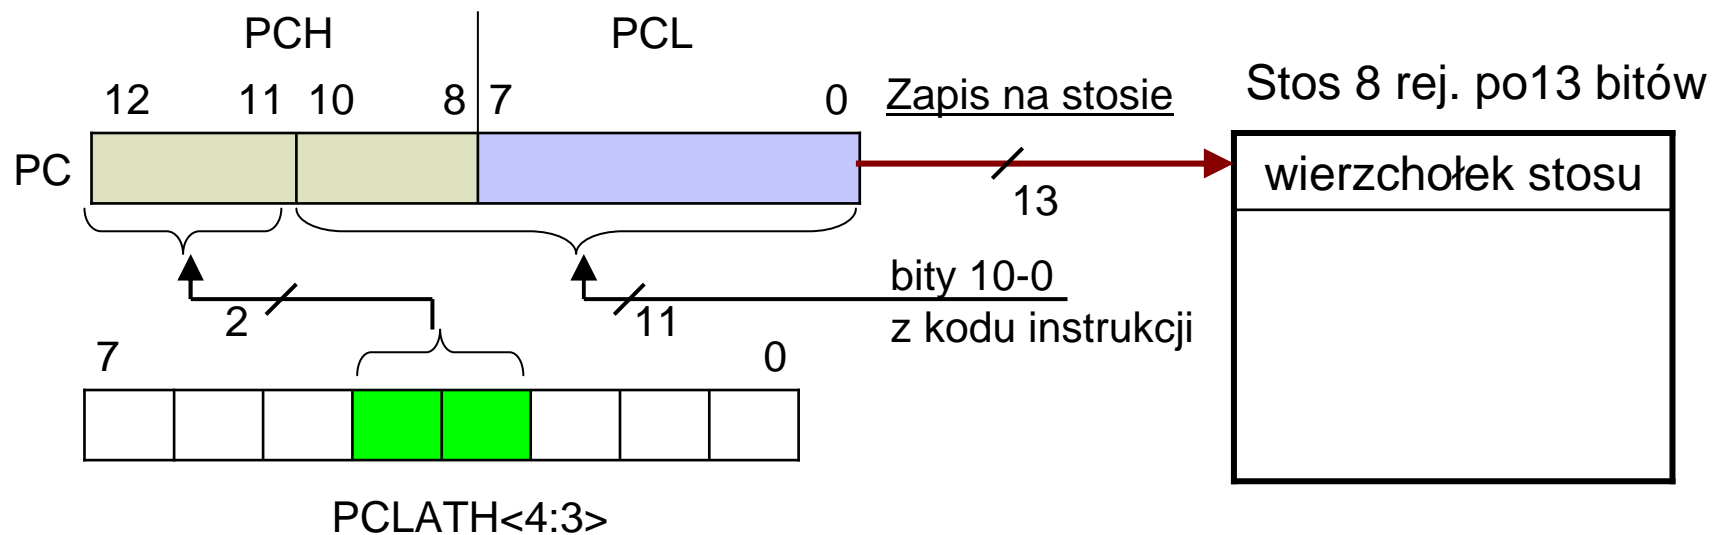 PCH PCL
12 11 10 8 7 0
Zapis na stosie
Stos 8 rej. po13 bitów
PC
13
wierzchołek stosu
2
11
bity 10-0
z kodu instrukcji
7 0
PCLATH<4:3>